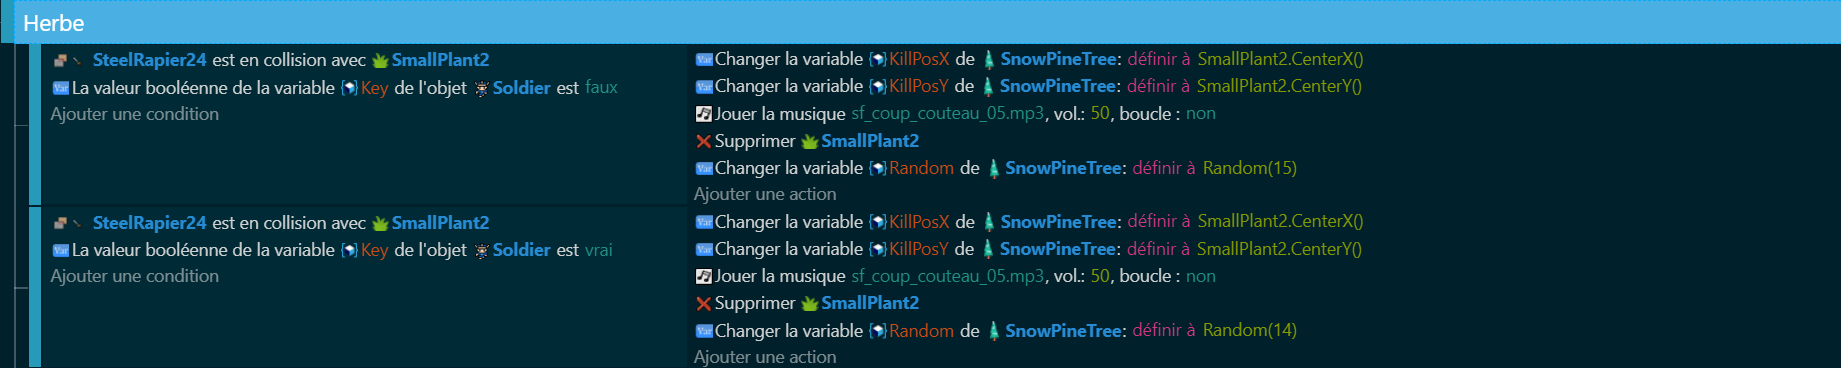 Herbe
SteelRapier24 est en collision avec SmallPlant2
La valeur booléenne de la variable Key de l'objet Soldier est faux
Ajouter une condition
Changer la variable KillPosX de SnowPineTree: définir à SmallPlant2.CenterX()
Changer la variable KillPosY de SnowPineTree: définir à SmallPlant2.CenterY()
Jouer la musique sf_coup_couteau_05.mp3, vol.: 50, boucle : non
Supprimer SmallPlant2
Changer la variable Random de SnowPineTree: définir à Random(15)
Ajouter une action
SteelRapier24 est en collision avec SmallPlant2
La valeur booléenne de la variable Key de l'objet Soldier est vrai
Ajouter une condition
Changer la variable KillPosX de SnowPineTree: définir à SmallPlant2.CenterX()
Changer la variable KillPosY de SnowPineTree: définir à SmallPlant2.CenterY()
Jouer la musique sf_coup_couteau_05.mp3, vol.: 50, boucle : non
Supprimer SmallPlant2
Changer la variable Random de SnowPineTree: définir à Random(14)
Ajouter une action